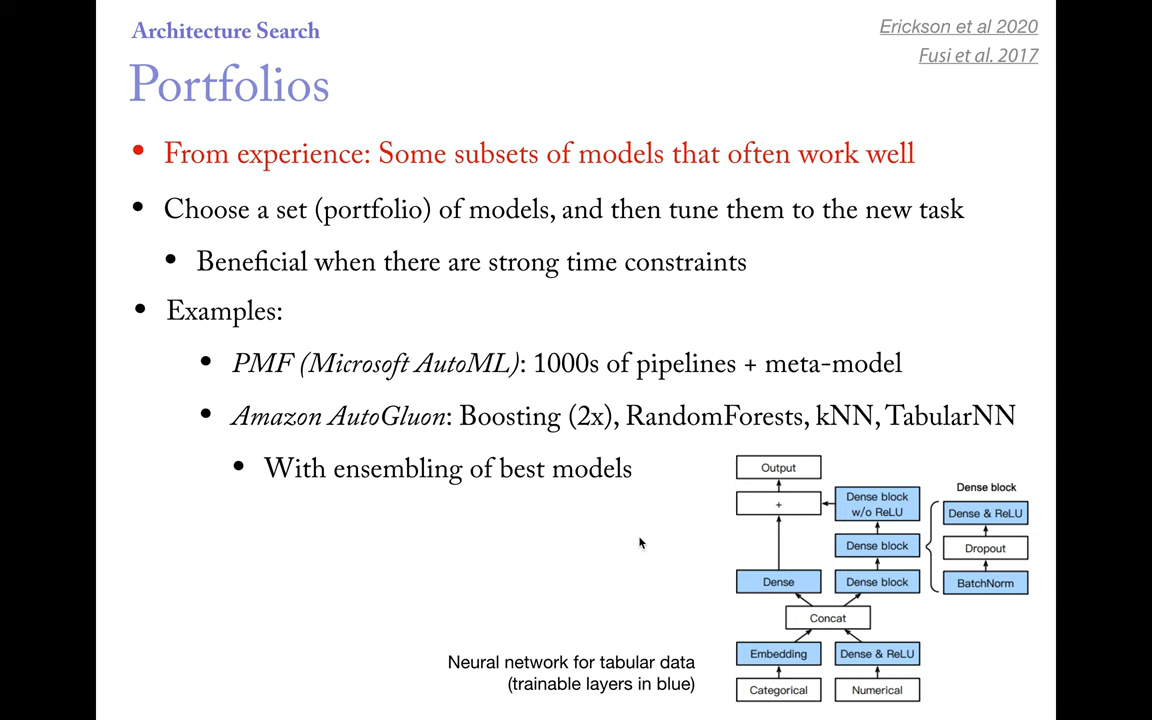 Architecture Search
Erickson et al 2020
Portfolios
Fusi et al. 2017
• From experience: Some subsets of models that often work well
• Choose a set (portfolio) of models, and then tune them to the new task
• Beneficial when there are strong time constraints
• Examples:
• PMF (Microsoft AutoML): 1000s of pipelines + meta-model
• Amazon AutoGluon: Boosting (2x), RandomForests, kNN, TabularNN
• With ensembling of best models
Output
+
Dense block
w/o ReLU
Dense block
Dense
Dense block
Concat
Embedding
Dense & ReLU
Categorical
Numerical
Dense block
Dense & ReLU
Dropout
BatchNorm
Neural network for tabular data
(trainable layers in blue)